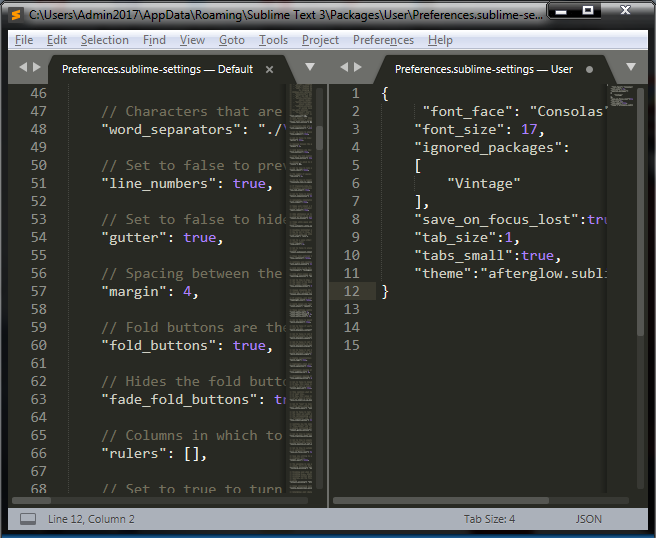 C:\Users\Admin2017\AppData\Roaming\Sublime Text 3\Packages\User\Preferences.sublime-se...
File Edit Selection Find View Goto Tools Project Preferences Help
Preferences.sublime-settings — Default
46
47 // Characters that are
48 "word_separators": "./\
49
50 // Set to false to prev
51 "line_numbers": true,
52
53 // Set to false to hide
54 "gutter": true,
55
56 // Spacing between the
57 "margin": 4,
58
59 // Fold buttons are the
60 "fold_buttons": true,
61
62 // Hides the fold butto
63 "fade_fold_buttons": tr
64
65 // Columns in which to
66 "rulers": [],
67
68 // Set to true to turn
Preferences.sublime-settings — User
1 {
2 "font_face": "Consolas"
3 "font_size": 17,
4 "ignored_packages":
5 [
6 "Vintage"
7 ],
8 "save_on_focus_lost":tru
9 "tab_size":1,
10 "tabs_small":true,
11 "theme":"afterglow.subli
12 }
13
14
15
Line 12, Column 2 Tab Size: 4 JSON